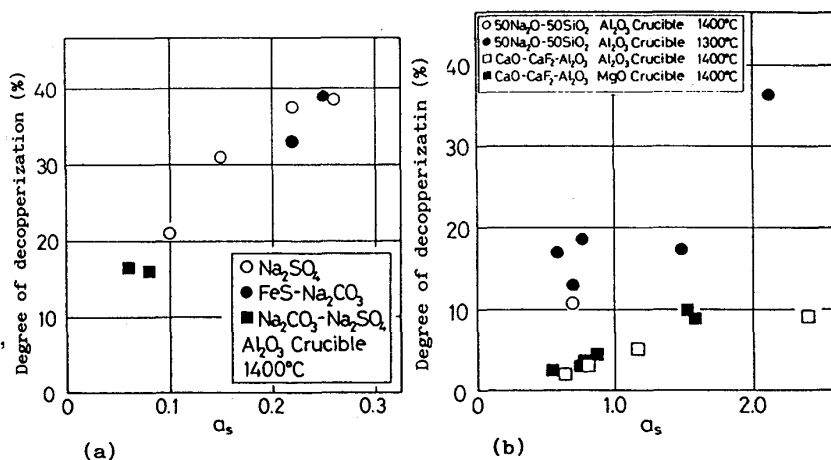 Degree of decopperization (%)
40
30
20
10
0
0
0.1
0.2
0.3
a_s
○ Na₂SO₄
● FeS-Na₂CO₃
■ Na₂CO₃-Na₂SO₄
Al₂O₃ Crucible
1400°C
(a)
○ 50Na₂O-50SiO₂ Al₂O₃ Crucible 1400°C
● 50Na₂O-50SiO₂ Al₂O₃ Crucible 1300°C
□ CaO-CaF₂-Al₂O₃ Al₂O₃ Crucible 1400°C
■ CaO-CaF₂-Al₂O₃ MgO Crucible 1400°C
Degree of decopperizatin (%)
40
30
20
10
0
0
1.0
2.0
a_s
(b)